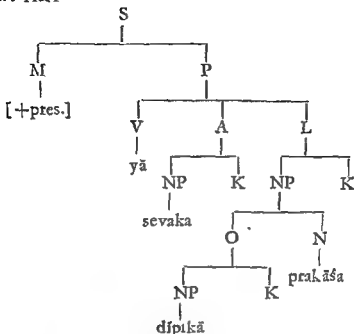 S
M P
[+pres.] V A L
yā NP K NP K
sevaka O N
NP K prakāśa
dīpikā